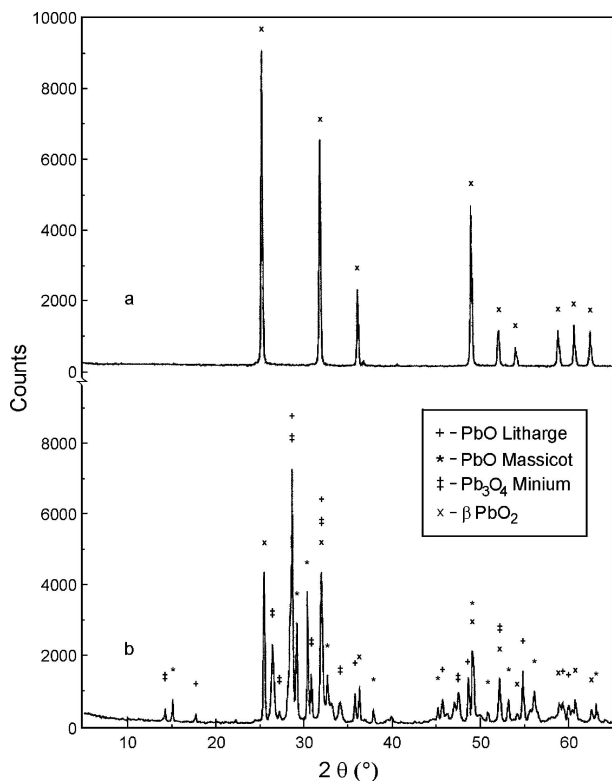 10000
8000
6000
4000
2000
0
a
Counts
8000
6000
4000
2000
0
b
+ – PbO Litharge
* – PbO Massicot
‡ – Pb₃O₄ Minium
x – β PbO₂
10 20 30 40 50 60
2 θ (°)